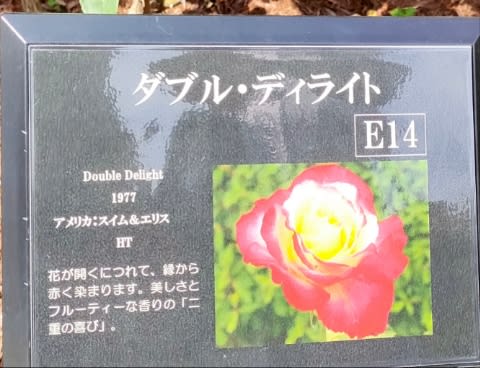 ダブル・ディライト
E14
Double Delight
1977
アメリカ:スイム&エリス
HT
花が開くにつれて、縁から
赤く染まります。美しさと
フルーティーな香りの「二
重の喜び」。